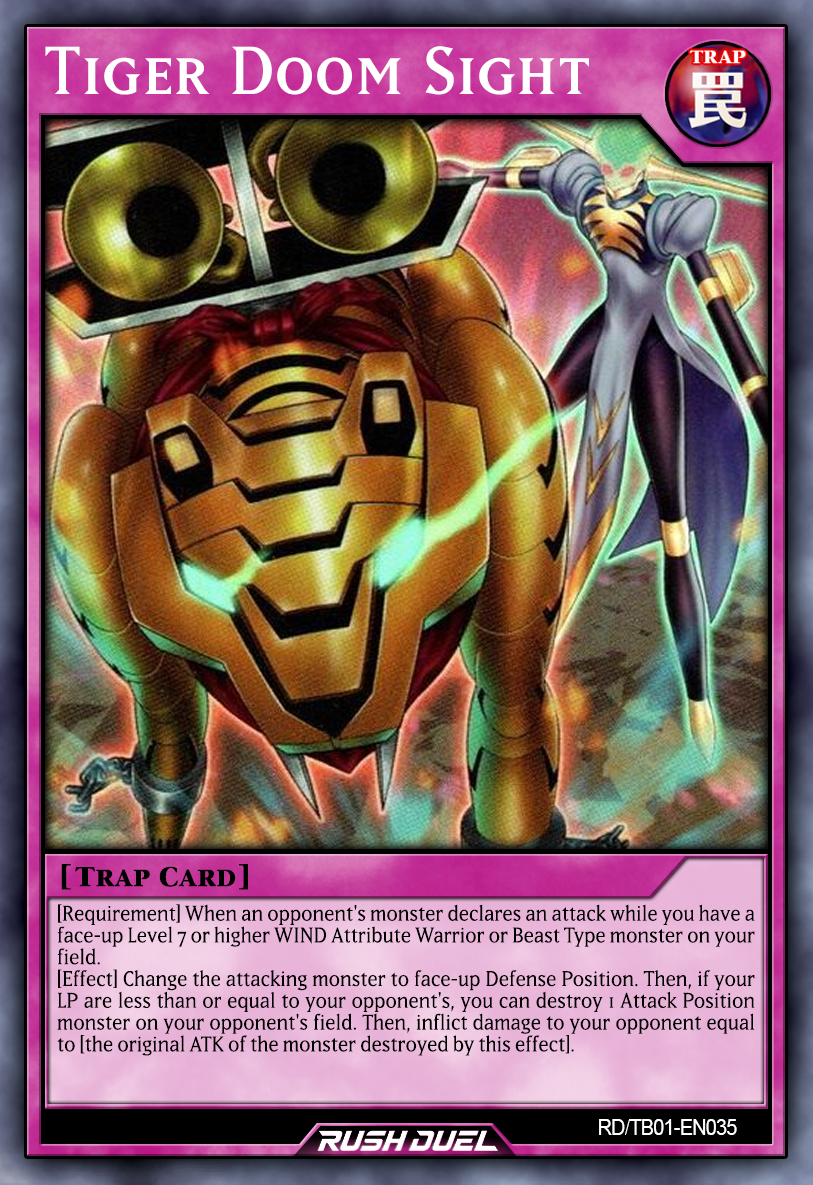 Tiger Doom Sight
TRAP
罠
[Trap Card]
[Requirement] When an opponent's monster declares an attack while you have a
face-up Level 7 or higher WIND Attribute Warrior or Beast Type monster on your
field.
[Effect] Change the attacking monster to face-up Defense Position. Then, if your
LP are less than or equal to your opponent's, you can destroy 1 Attack Position
monster on your opponent's field. Then, inflict damage to your opponent equal
to [the original ATK of the monster destroyed by this effect].
RUSH DUEL
RD/TB01-EN035